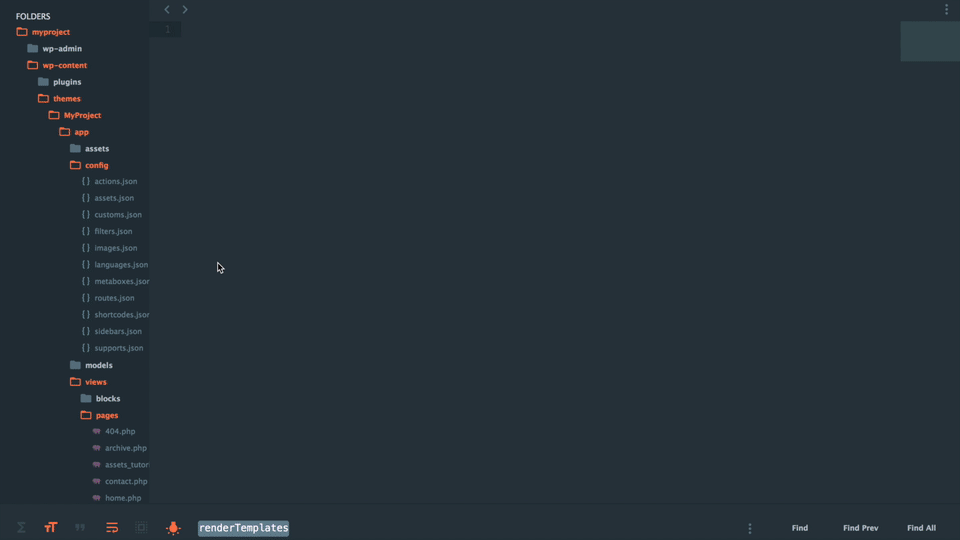 FOLDERS
myproject
wp-admin
wp-content
plugins
themes
MyProject
app
assets
config
actions.json
assets.json
customs.json
filters.json
images.json
languages.json
metaboxes.jsor
routes.json
shortcodes.jsor
sidebars.json
supports.json
models
views
blocks
pages
404.php
archive.php
assets_tutor
contact.php
home.php
1
renderTemplates
Find
Find Prev
Find All